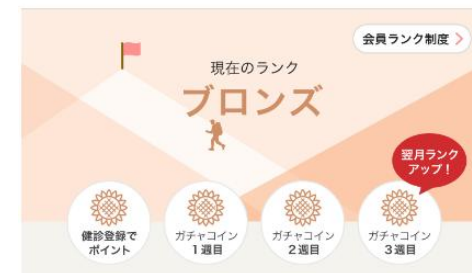 会員ランク制度
現在のランク
ブロンズ
翌月ランク
アップ！
健診登録で
ポイント
ガチャコイン
1週目
ガチャコイン
2週目
ガチャコイン
3週目